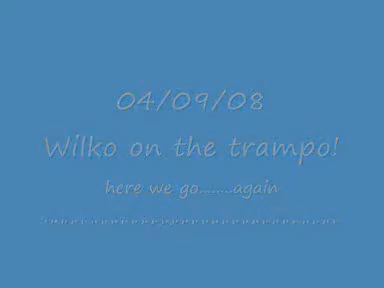 04/09/08
Wilko on the trampo!
here we go........again